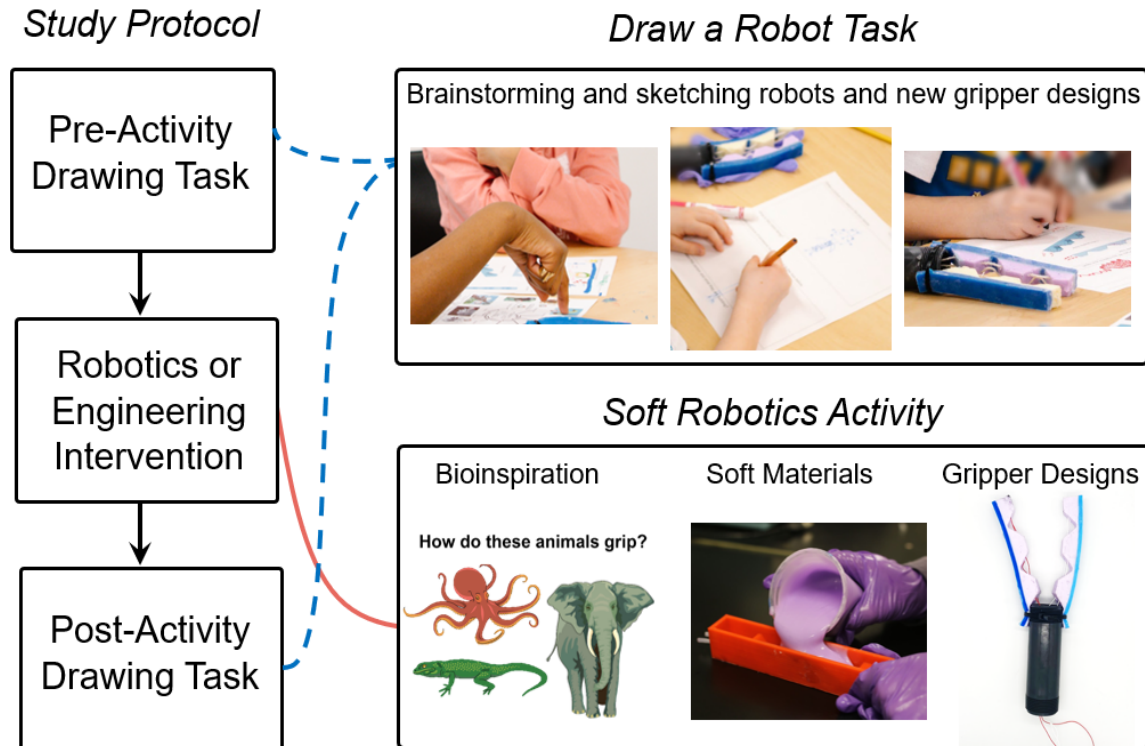 Study Protocol
Pre-Activity
Drawing Task
Robotics or
Engineering
Intervention
Post-Activity
Drawing Task
Draw a Robot Task
Brainstorming and sketching robots and new gripper designs
Soft Robotics Activity
Bioinspiration
Soft Materials
Gripper Designs
How do these animals grip?